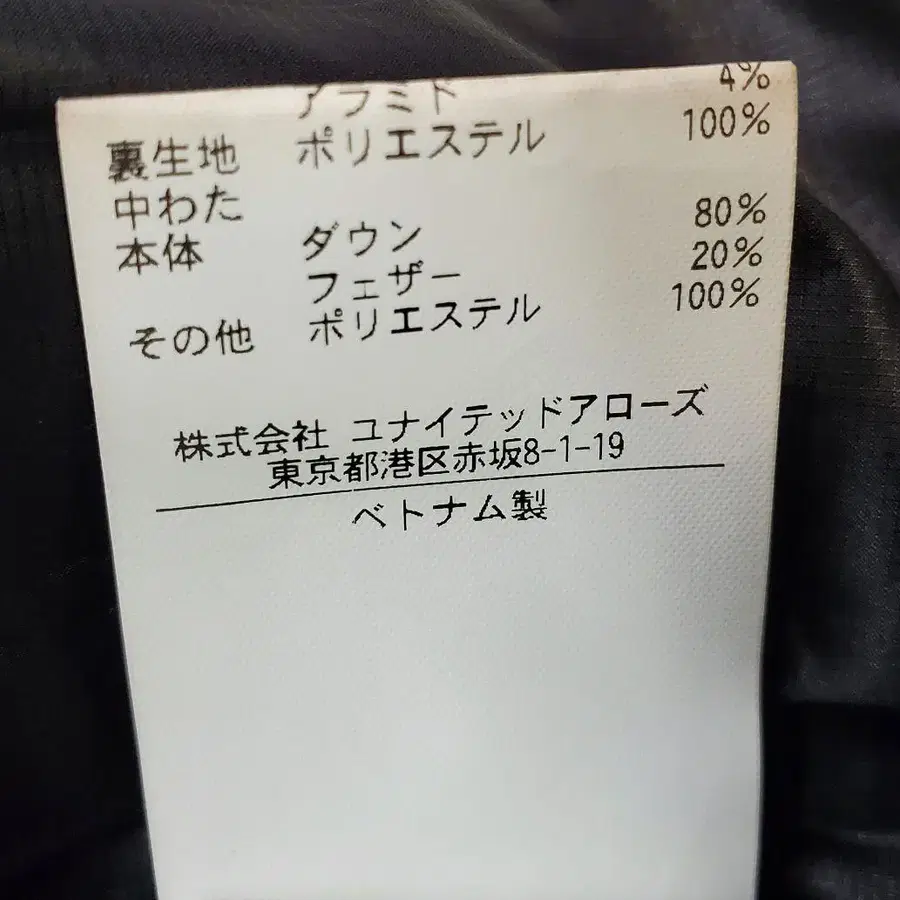 アラミド 4%
裏生地 ポリエステル 100%
中わた
本体 ダウン 80%
フェザー 20%
その他 ポリエステル 100%
株式会社 ユナイテッドアローズ
東京都港区赤坂8-1-19
ベトナム製